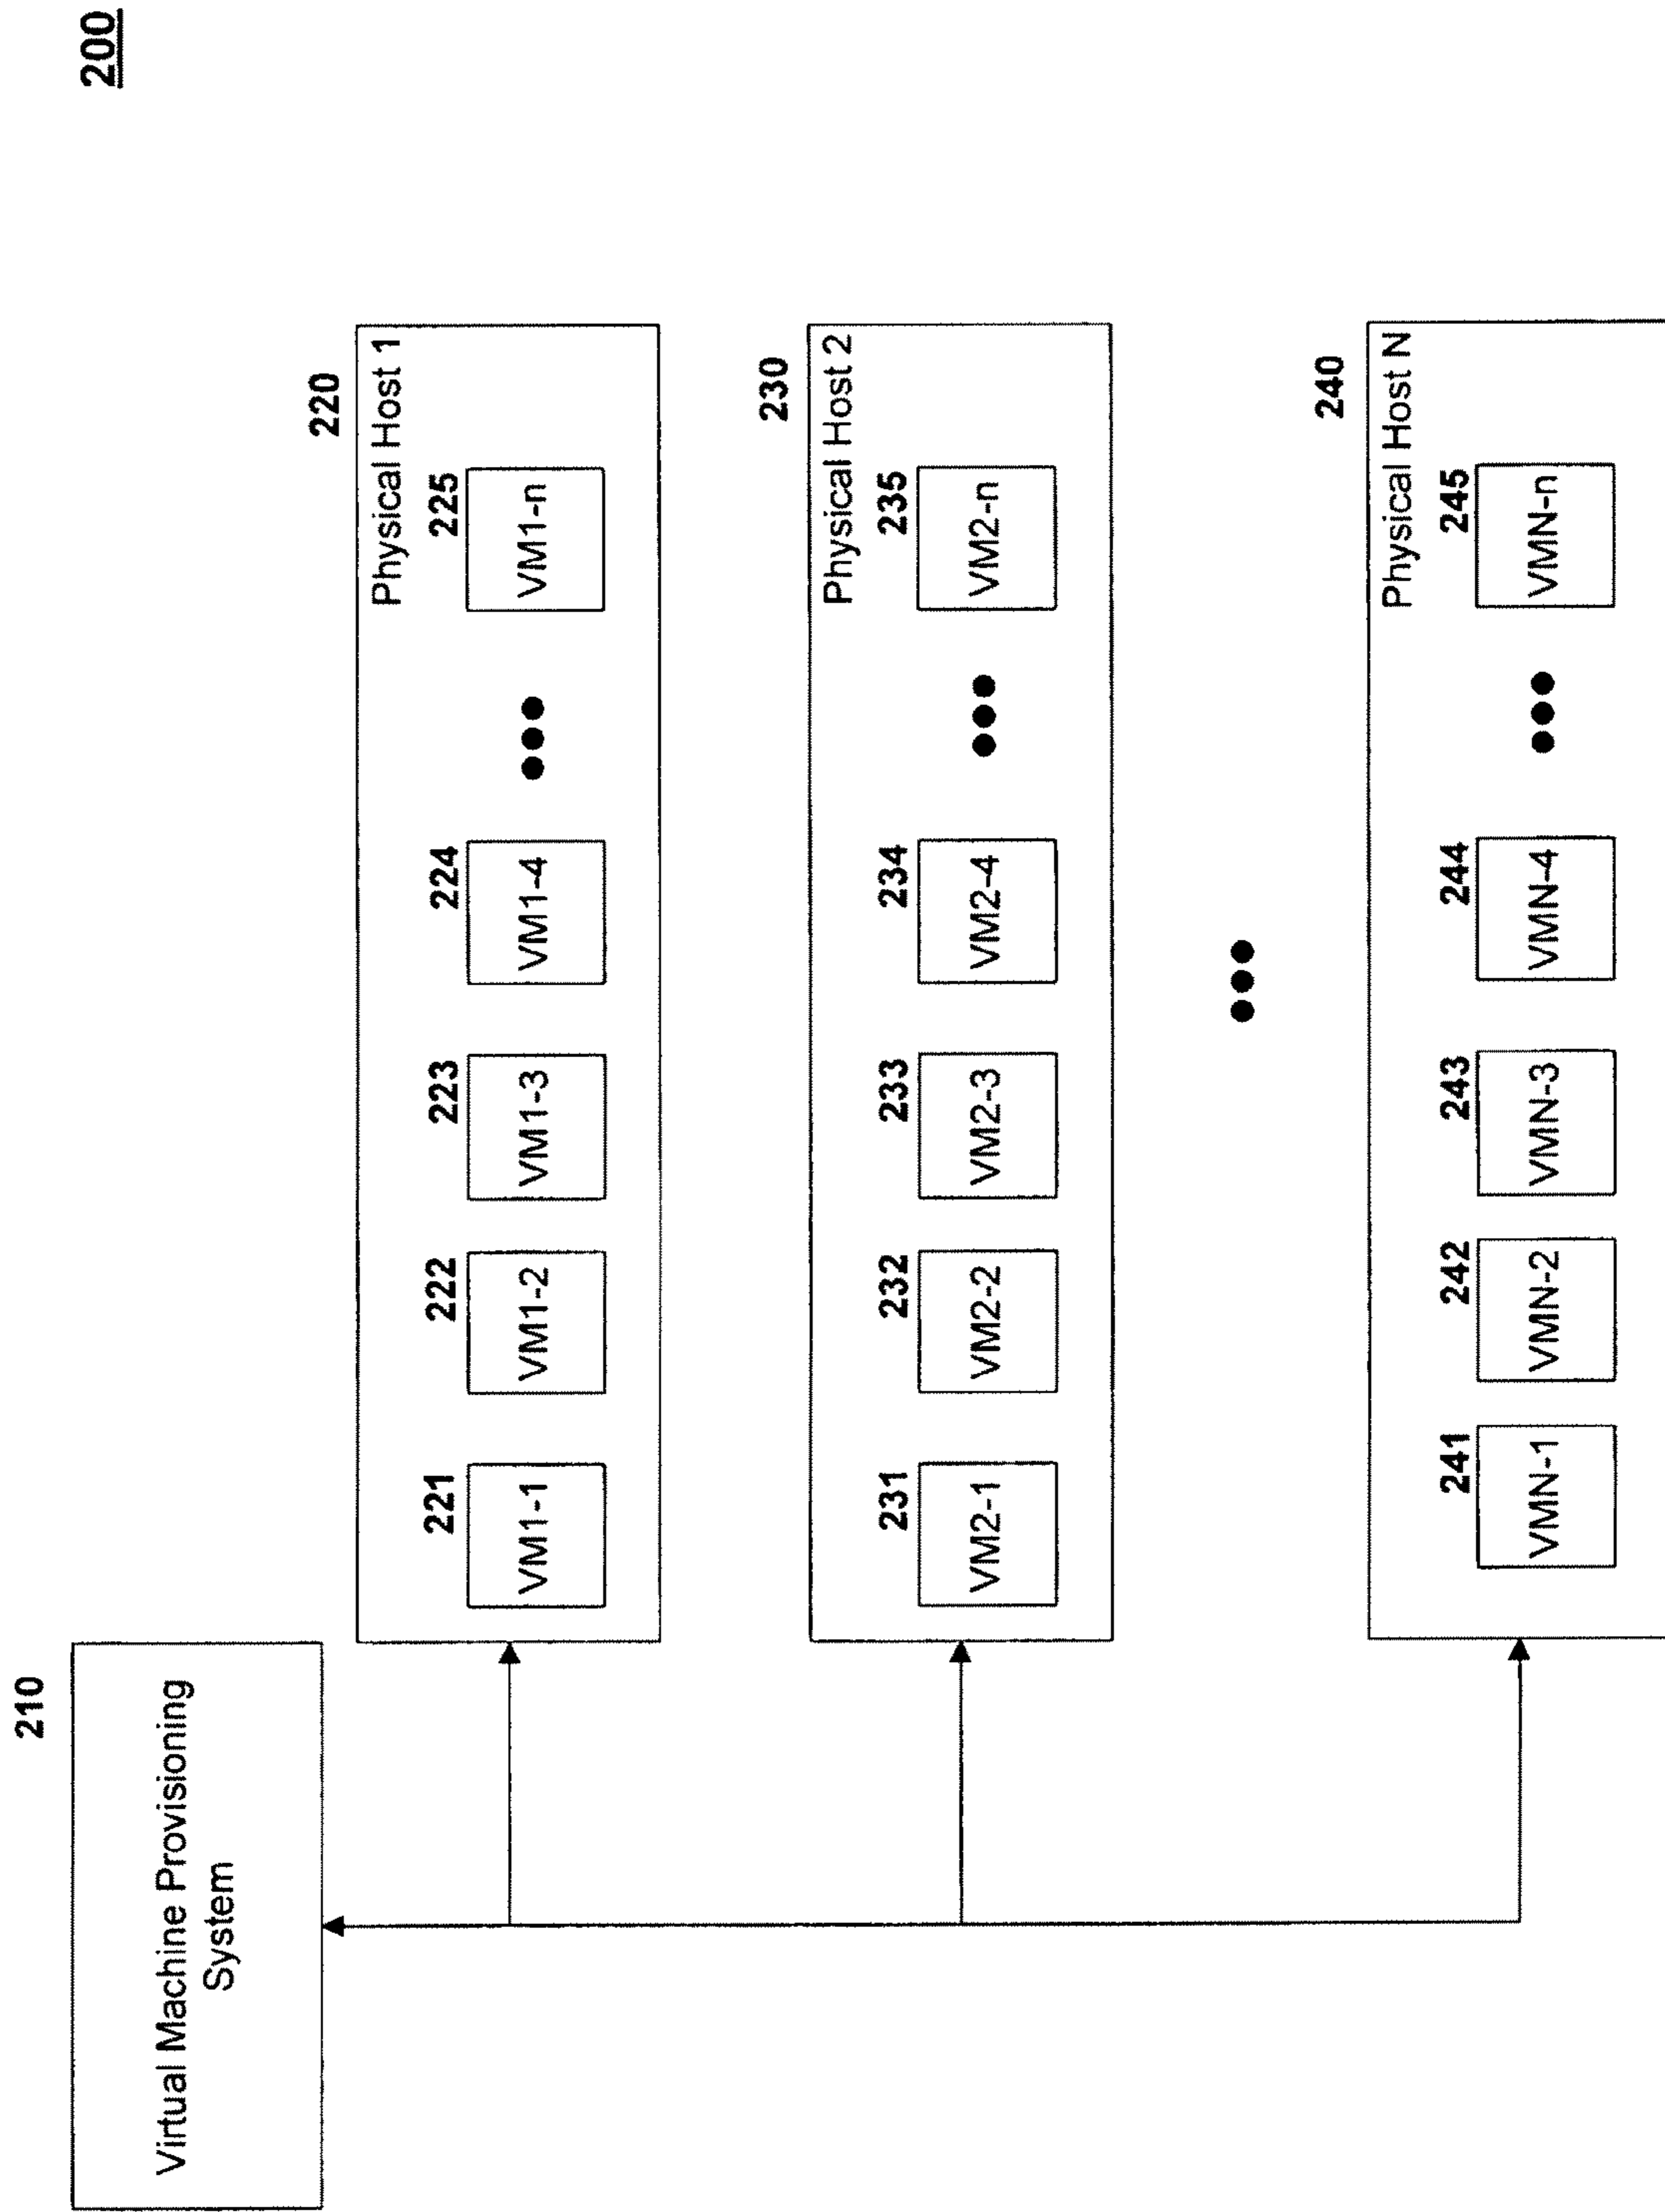 200
210
Virtual Machine Provisioning
System
220
Physical Host 1
221
222
223
224
225
VM1-1
VM1-2
VM1-3
VM1-4
VM1-n
230
Physical Host 2
231
232
233
234
235
VM2-1
VM2-2
VM2-3
VM2-4
VM2-n
240
Physical Host N
241
242
243
244
245
VMN-1
VMN-2
VMN-3
VMN-4
VMN-n